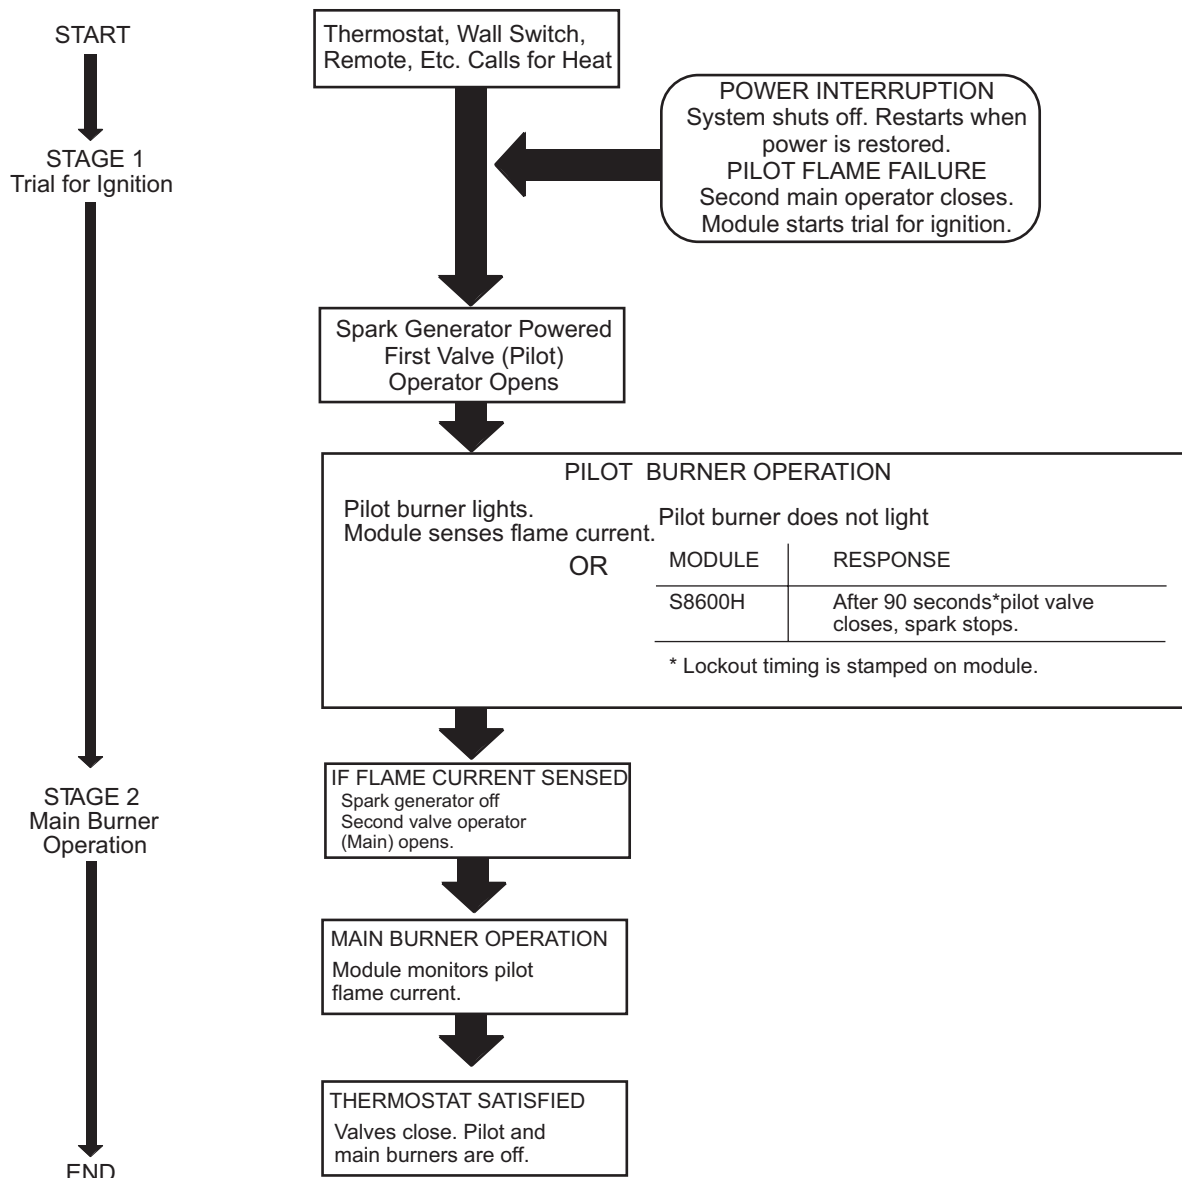 START
Thermostat, Wall Switch,
Remote, Etc. Calls for Heat
POWER INTERRUPTION
System shuts off. Restarts when
power is restored.
PILOT FLAME FAILURE
Second main operator closes.
Module starts trial for ignition.
STAGE 1
Trial for Ignition
Spark Generator Powered
First Valve (Pilot)
Operator Opens
PILOT BURNER OPERATION
Pilot burner lights.
Module senses flame current.
OR
Pilot burner does not light
MODULE RESPONSE
S8600H After 90 seconds*pilot valve
closes, spark stops.
* Lockout timing is stamped on module.
IF FLAME CURRENT SENSED
Spark generator off
Second valve operator
(Main) opens.
STAGE 2
Main Burner
Operation
MAIN BURNER OPERATION
Module monitors pilot
flame current.
THERMOSTAT SATISFIED
Valves close. Pilot and
main burners are off.
END